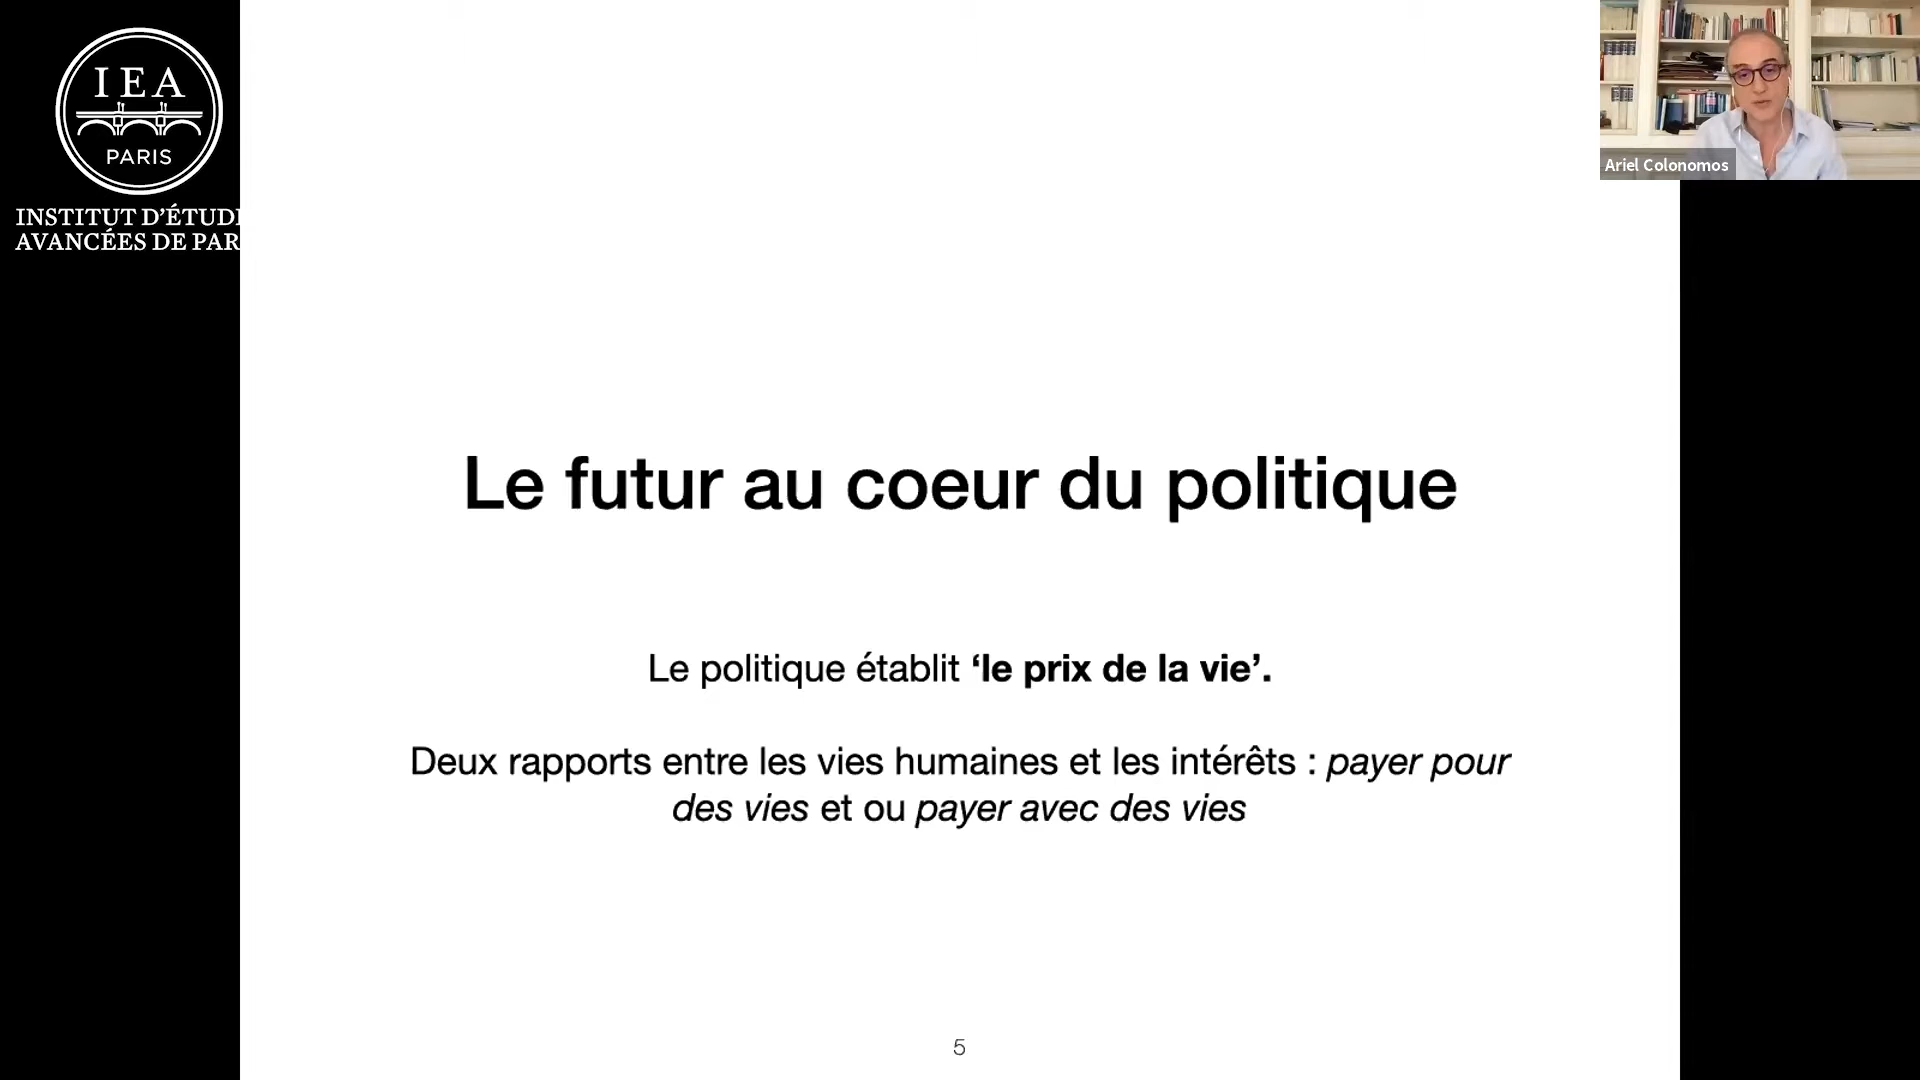 IEA
PARIS
INSTITUT D'ÉTUDE
AVANCÉES DE PAR
Ariel Colonomos
Le futur au coeur du politique
Le politique établit ‘le prix de la vie’.
Deux rapports entre les vies humaines et les intérêts : payer pour
des vies et ou payer avec des vies
5